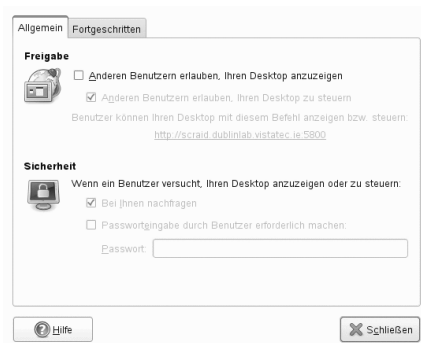 Allgemein Fortgeschritten
Freigabe
Anderen Benutzern erlauben, Ihren Desktop anzuzeigen
Anderen Benutzern erlauben, Ihren Desktop zu steuern
Benutzer können Ihren Desktop mit diesem Befehl anzeigen bzw. steuern:
http://scraid.dublinlab.vistatec.ie:5800
Sicherheit
Wenn ein Benutzer versucht, Ihren Desktop anzuzeigen oder zu steuern:
Bei Ihnen nachfragen
Passworteingabe durch Benutzer erforderlich machen:
Passwort:
Hilfe Schließen